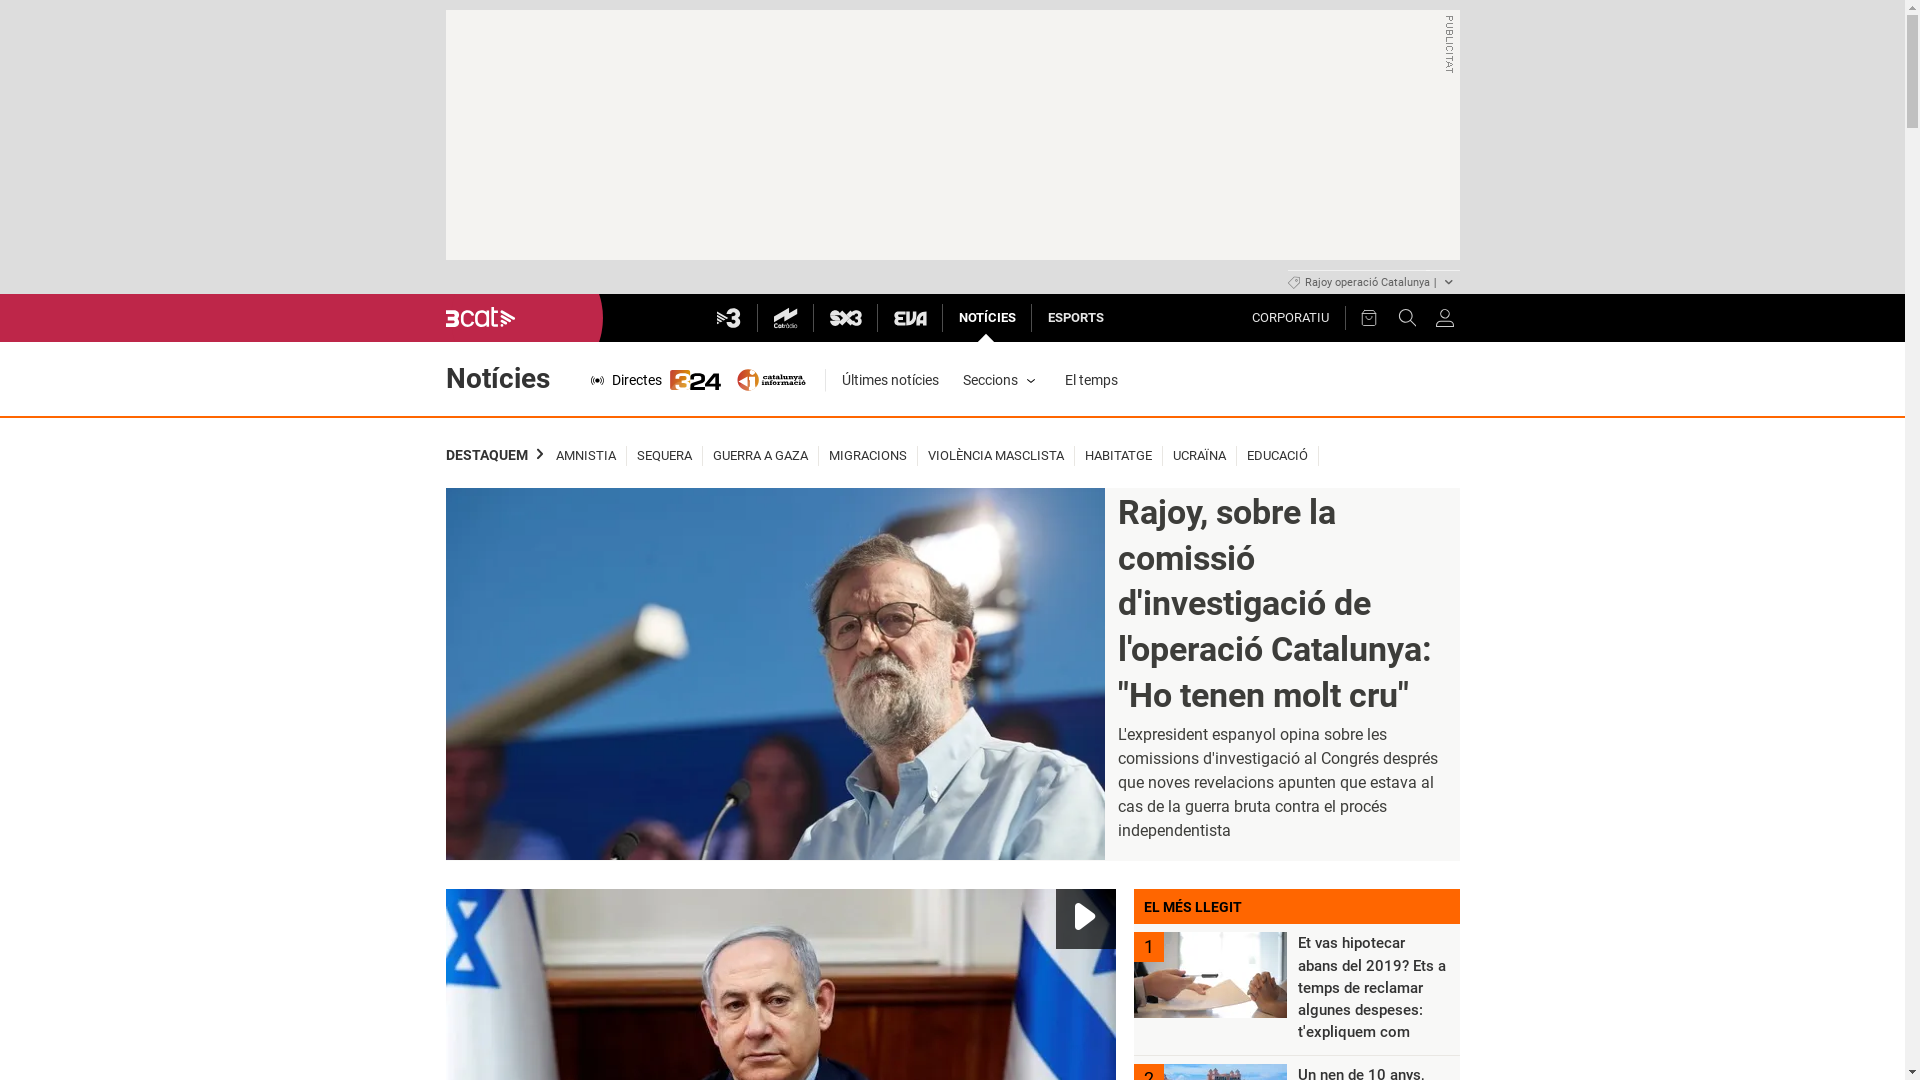 PUBLICITAT
Rajoy operació Catalunya |
3cat
3
Catràdio
SX3
EVA
NOTÍCIES
ESPORTS
CORPORATIU
Notícies
Directes
324
catalunya
informació
Últimes notícies
Seccions
El temps
DESTAQUEM
AMNISTIA
SEQUERA
GUERRA A GAZA
MIGRACIONS
VIOLÈNCIA MASCLISTA
HABITATGE
UCRAÏNA
EDUCACIÓ
Rajoy, sobre la
comissió
d'investigació de
l'operació Catalunya:
"Ho tenen molt cru"
L'expresident espanyol opina sobre les
comissions d'investigació al Congrés després
que noves revelacions apunten que estava al
cas de la guerra bruta contra el procés
independentista
EL MÉS LLEGIT
1
Et vas hipotecar
abans del 2019? Ets a
temps de reclamar
algunes despeses:
t'expliquem com
2
Un nen de 10 anys,